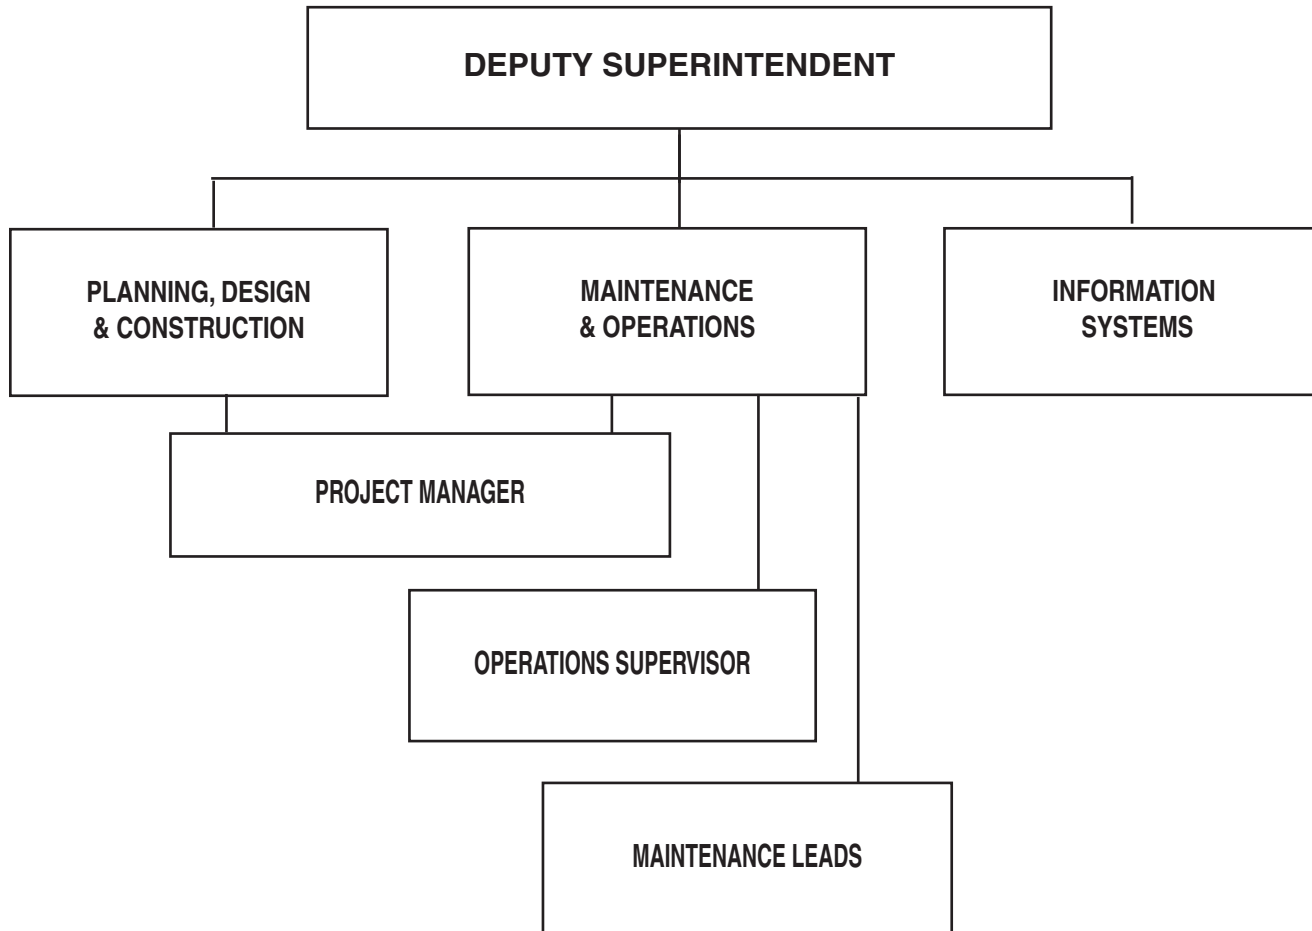 DEPUTY SUPERINTENDENT
PLANNING, DESIGN
& CONSTRUCTION
MAINTENANCE
& OPERATIONS
INFORMATION
SYSTEMS
PROJECT MANAGER
OPERATIONS SUPERVISOR
MAINTENANCE LEADS